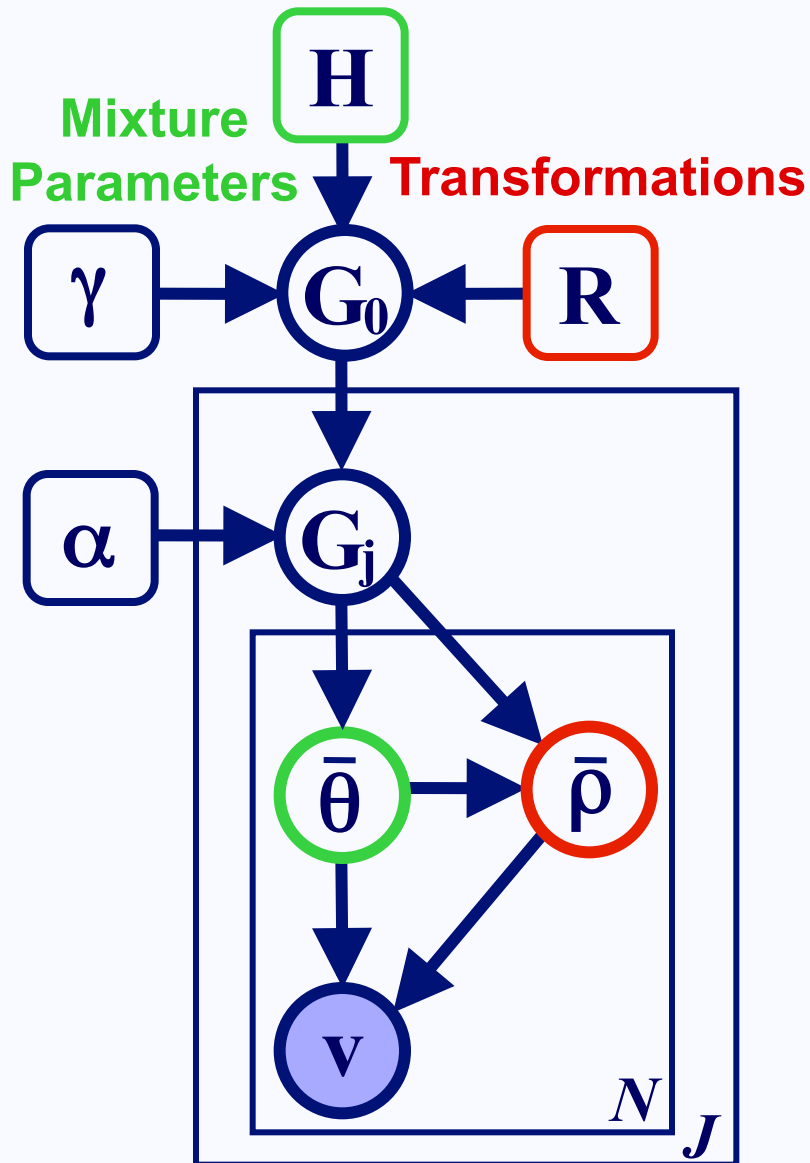 H
Mixture
Parameters
Transformations
γ
G₀
R
α
Gⱼ
θ̄
ρ̄
v
N
J